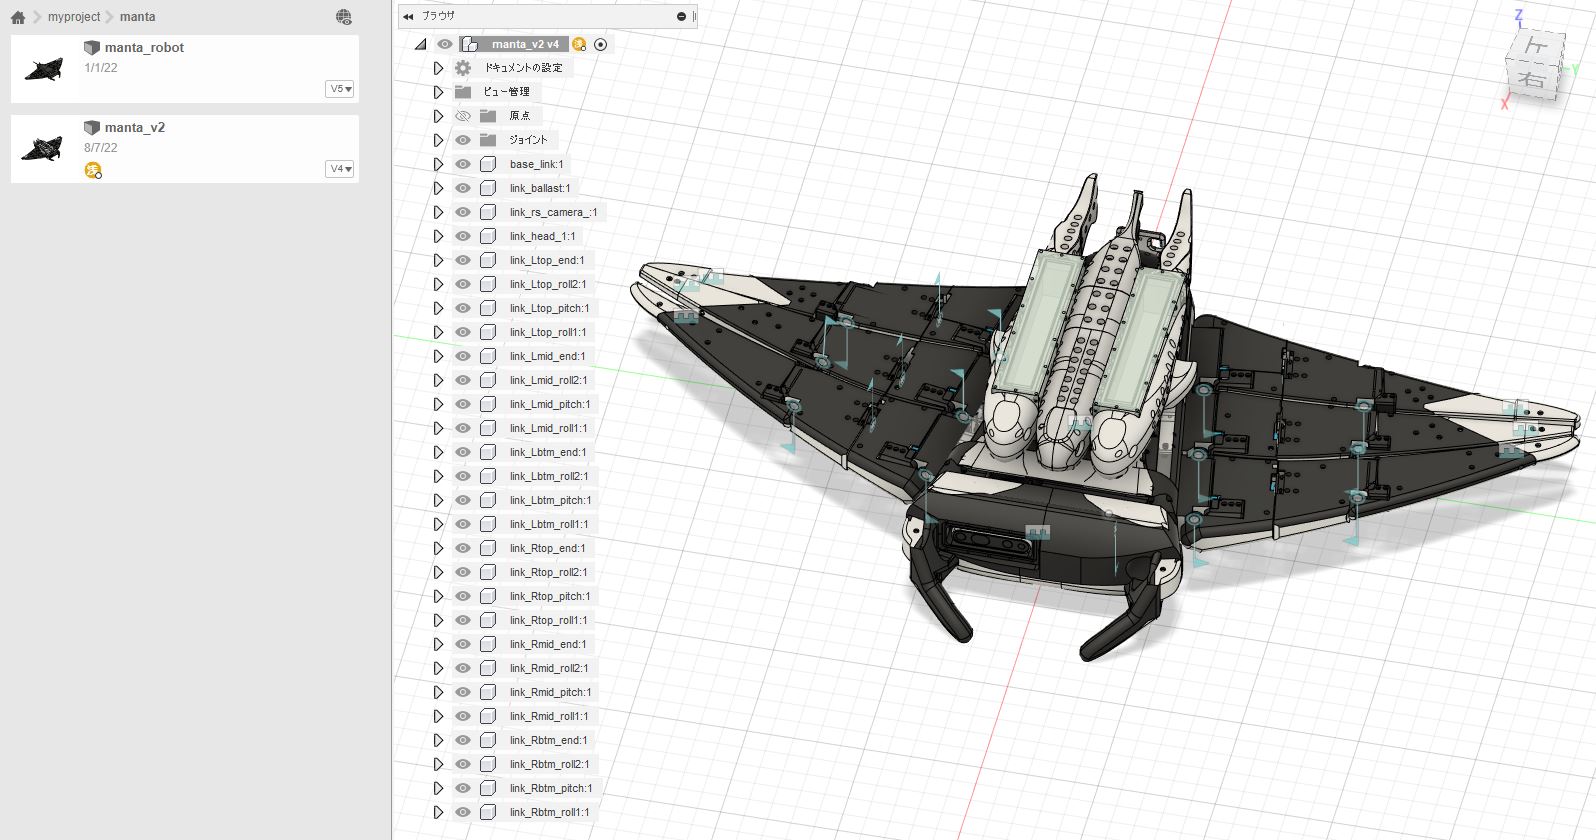 myproject
manta
manta_robot
1/1/22
V5
manta_v2
8/7/22
浅
V4
ブラウザ
manta_v2 v4
浅
ドキュメントの設定
ビュー管理
原点
ジョイント
base_link:1
link_ballast:1
link_rs_camera_:1
link_head_1:1
link_Ltop_end:1
link_Ltop_roll2:1
link_Ltop_pitch:1
link_Ltop_roll1:1
link_Lmid_end:1
link_Lmid_roll2:1
link_Lmid_pitch:1
link_Lmid_roll1:1
link_Lbtm_end:1
link_Lbtm_roll2:1
link_Lbtm_pitch:1
link_Lbtm_roll1:1
link_Rtop_end:1
link_Rtop_roll2:1
link_Rtop_pitch:1
link_Rtop_roll1:1
link_Rmid_end:1
link_Rmid_roll2:1
link_Rmid_pitch:1
link_Rmid_roll1:1
link_Rbtm_end:1
link_Rbtm_roll2:1
link_Rbtm_pitch:1
link_Rbtm_roll1:1
Z
上
Y
右
X